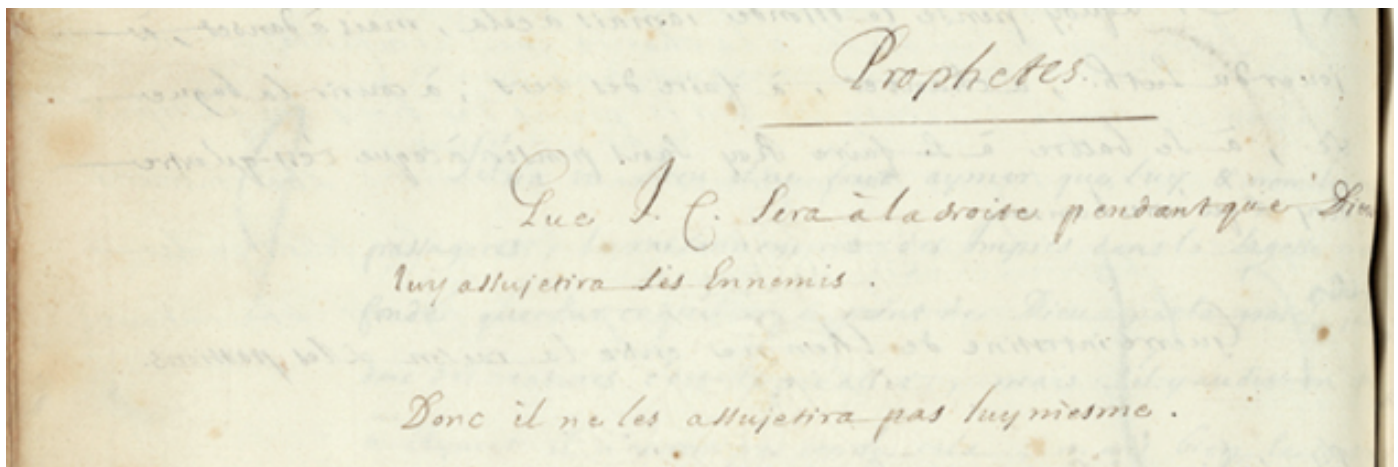 Prophetes.
Que J. C. sera à la droite pendant que Dieu
luy assujetira ses Ennemis.
Donc il ne les assujetira pas luy mesme.